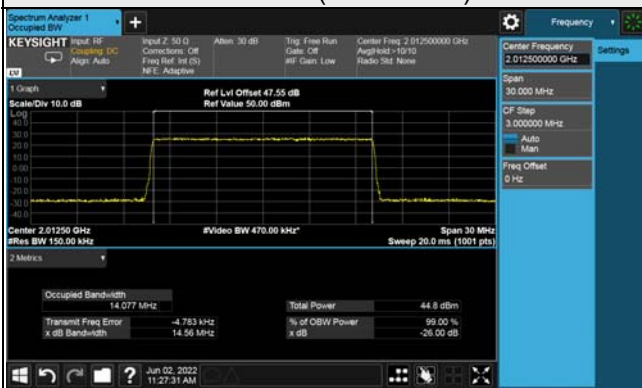 Spectrum Analyzer 1
Occupied BW
Frequency
KEYSIGHT Input: RF
Coupling: DC
Align: Auto
Input Z: 50 Ω
Corrections: Off
Freq Ref: Int (S)
NFE: Adaptive
Atten: 30 dB
Trig: Free Run
Gate: Off
#IF Gain: Low
Center Freq: 2.012500000 GHz
Avg|Hold:>10/10
Radio Std: None
Center Frequency
2.012500000 GHz
Settings
Span
30.000 MHz
CF Step
3.000000 MHz
Auto
Man
Freq Offset
0 Hz
1 Graph
Scale/Div 10.0 dB
Ref Lvl Offset 47.55 dB
Ref Value 50.00 dBm
Log
40.0
30.0
20.0
10.0
0.00
-10.0
-20.0
-30.0
-40.0
Center 2.01250 GHz
#Video BW 470.00 kHz*
Span 30 MHz
#Res BW 150.00 kHz
Sweep 20.0 ms (1001 pts)
2 Metrics
Occupied Bandwidth
14.077 MHz
Total Power 44.8 dBm
Transmit Freq Error -4.783 kHz
% of OBW Power 99.00 %
x dB Bandwidth 14.56 MHz
x dB -26.00 dB
?
Jun 02, 2022
11:27:31 AM